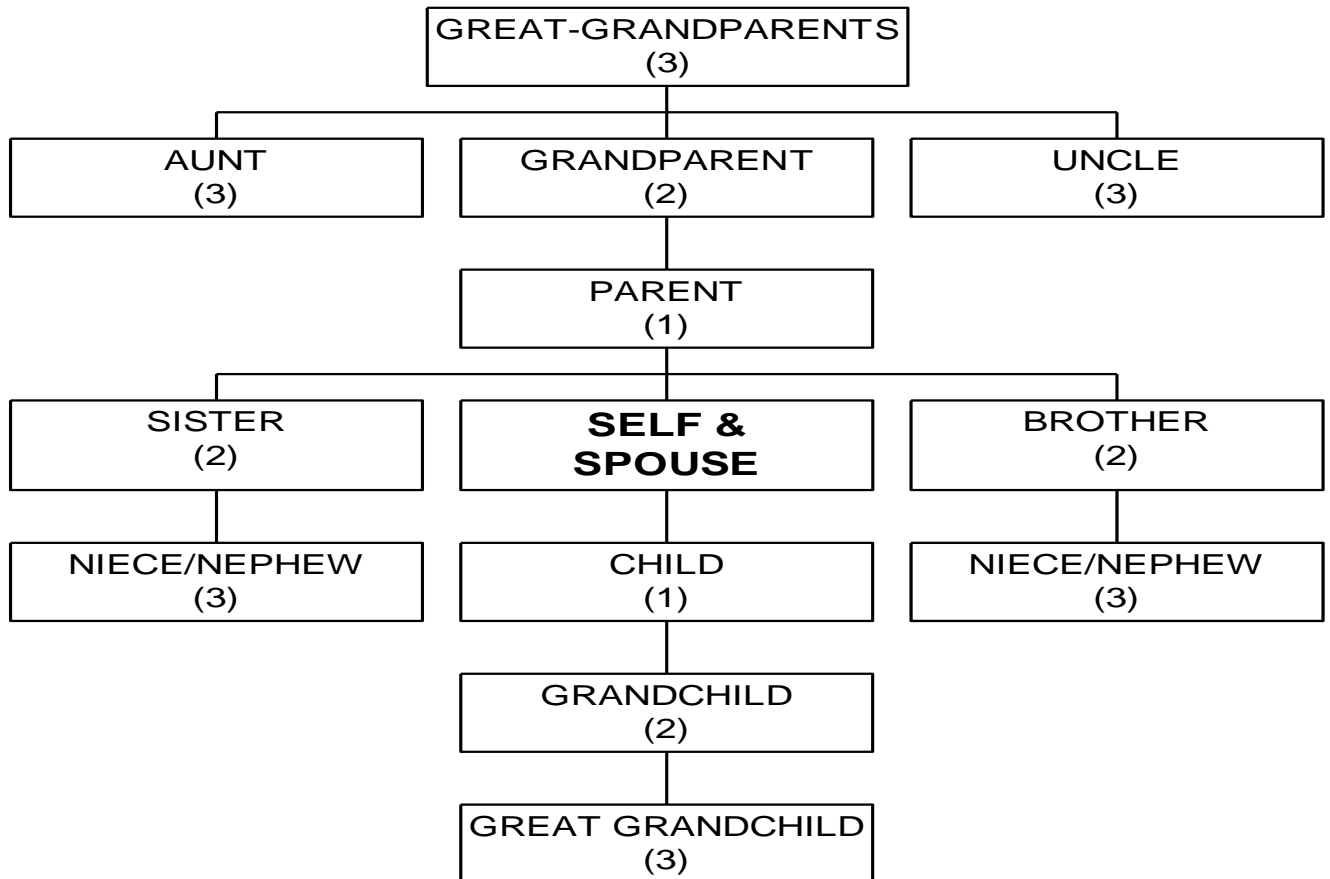 GREAT-GRANDPARENTS
(3)
AUNT
(3)
GRANDPARENT
(2)
UNCLE
(3)
PARENT
(1)
SISTER
(2)
SELF &
SPOUSE
BROTHER
(2)
NIECE/NEPHEW
(3)
CHILD
(1)
NIECE/NEPHEW
(3)
GRANDCHILD
(2)
GREAT GRANDCHILD
(3)